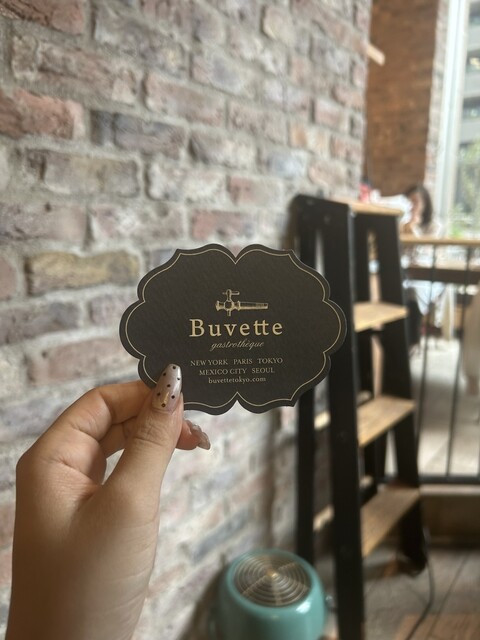 Buvette
gastrothèque
NEW YORK PARIS TOKYO
MEXICO CITY SEOUL
buvettetokyo.com